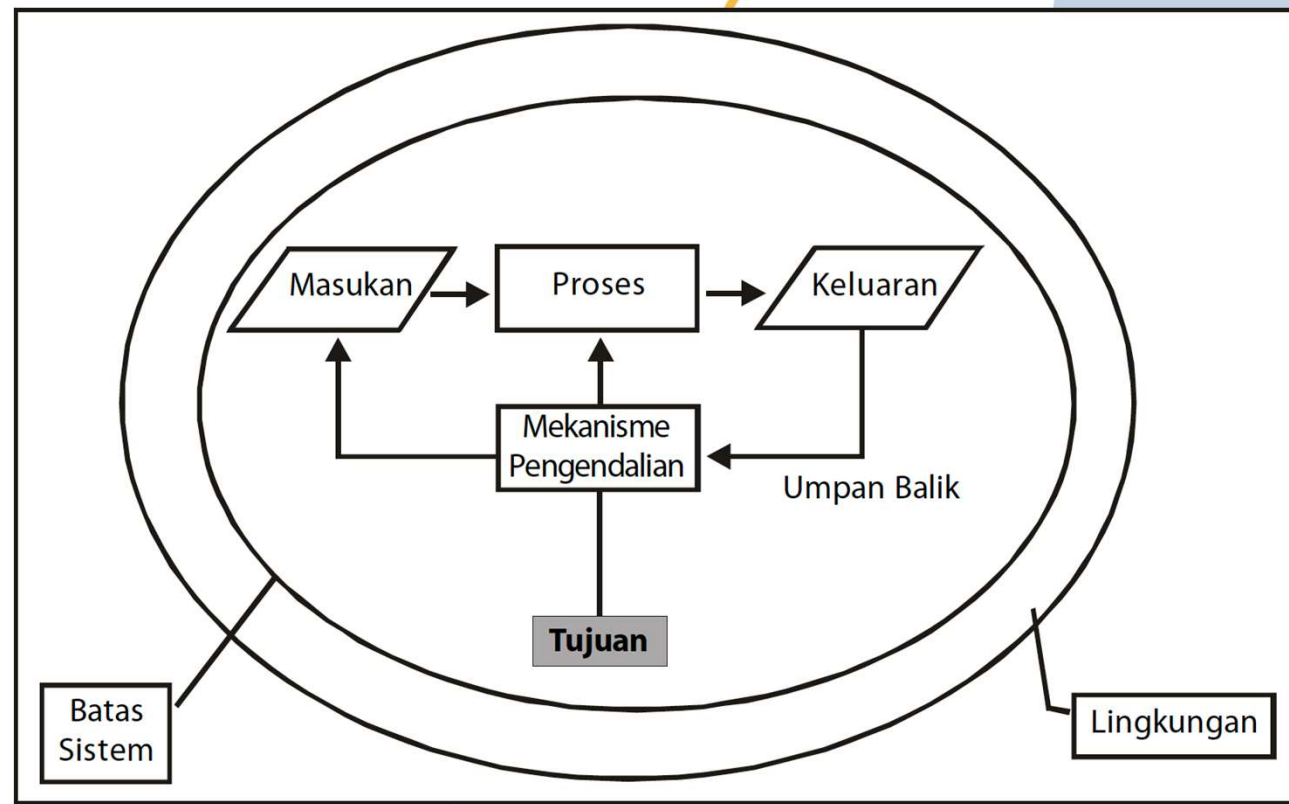 Masukan
Proses
Keluaran
Mekanisme
Pengendalian
Umpan Balik
Tujuan
Batas
Sistem
Lingkungan